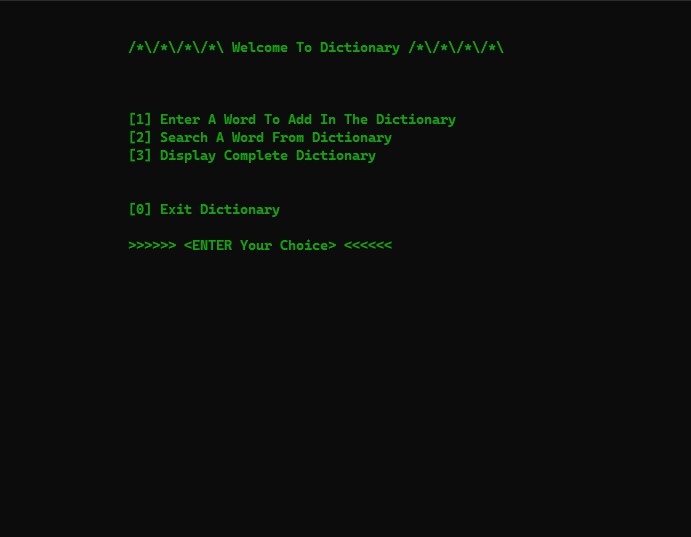 /*\/*\/*\/*\ Welcome To Dictionary /*\/*\/*\/*\
[1] Enter A Word To Add In The Dictionary
[2] Search A Word From Dictionary
[3] Display Complete Dictionary
[0] Exit Dictionary
>>>>>> <ENTER Your Choice> <<<<<<